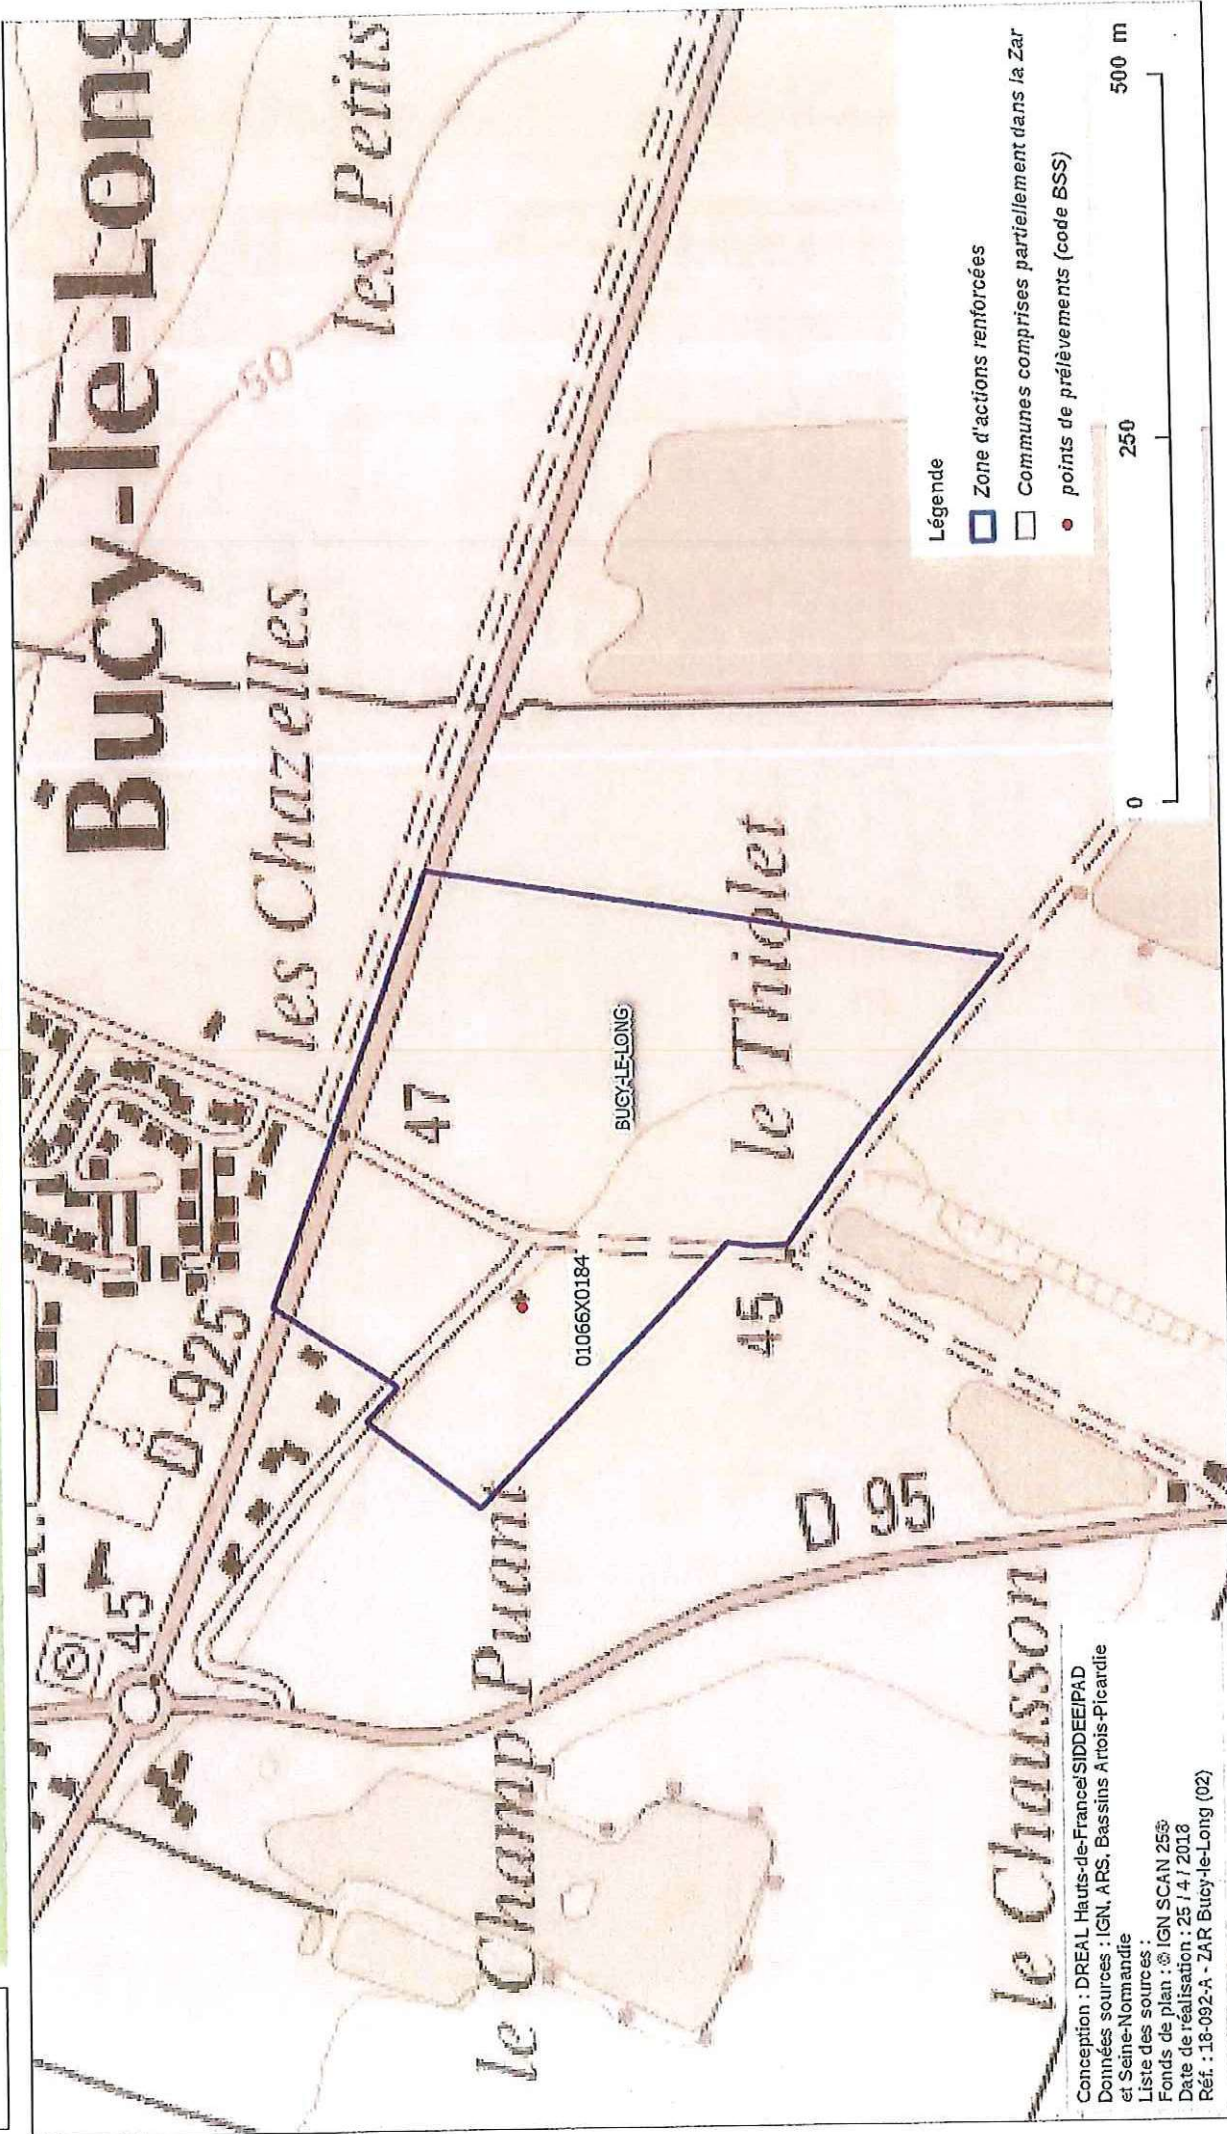 Bucy-le-Long
les Petits
50
les Chazelles
D 925
45
47
BUCY-LE-LONG
le Thiolet
01066X0184
45
le Champ Puant
D 95
le Chausson
Légende
Zone d'actions renforcées
Communes comprises partiellement dans la Zar
points de prélèvements (code BSS)
0
250
500 m
Conception : DREAL Hauts-de-France/SIDDEE/PAD
Données sources : IGN, ARS, Bassins Artois-Picardie
et Seine-Normandie
Liste des sources :
Fonds de plan : © IGN SCAN 25®
Date de réalisation : 25 / 4 / 2018
Réf. : 18-092-A - ZAR Bucy-le-Long (02)